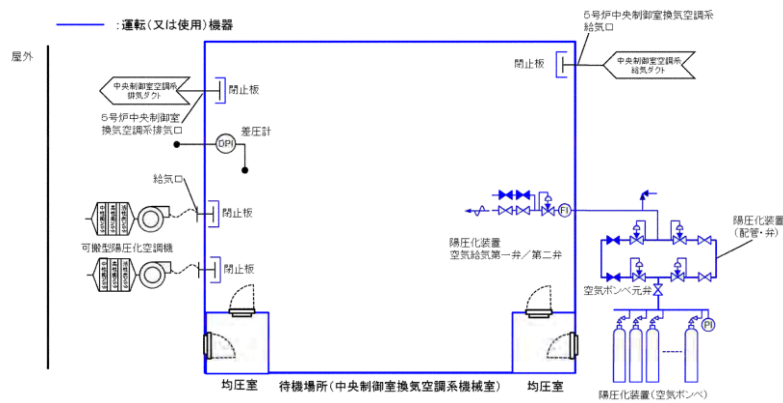 ：運転（又は使用）機器
屋外
5号炉中央制御室換気空調系
給気口
中央制御室空調系
排気ダクト
閉止板
閉止板
中央制御室空調系
給気ダクト
5号炉中央制御室
換気空調系排気口
差圧計
DPI
給気口
閉止板
可搬型陽圧化空調機
閉止板
FI
陽圧化装置
空気給気第一弁／第二弁
陽圧化装置
（配管・弁）
空気ボンベ元弁
PI
均圧室
待機場所（中央制御室換気空調系機械室）
均圧室
陽圧化装置（空気ボンベ）